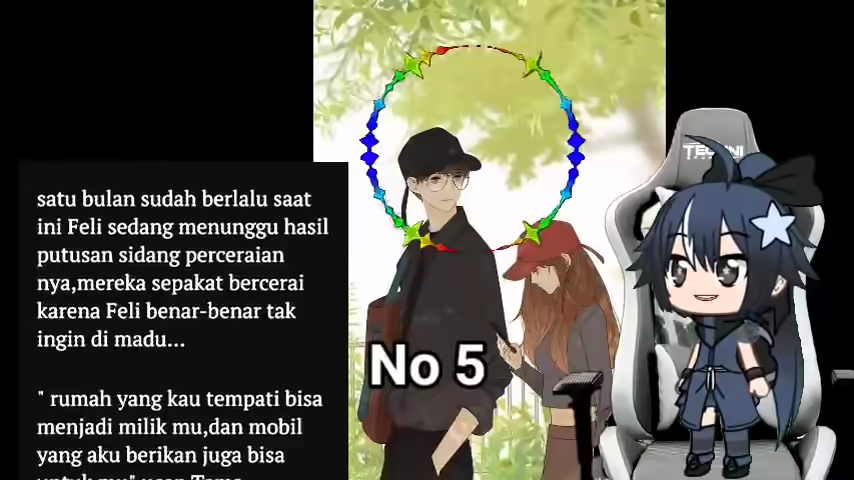 satu bulan sudah berlalu saat
ini Feli sedang menunggu hasil
putusan sidang perceraian
nya,mereka sepakat bercerai
karena Feli benar-benar tak
ingin di madu...
" rumah yang kau tempati bisa
menjadi milik mu,dan mobil
yang aku berikan juga bisa
No 5